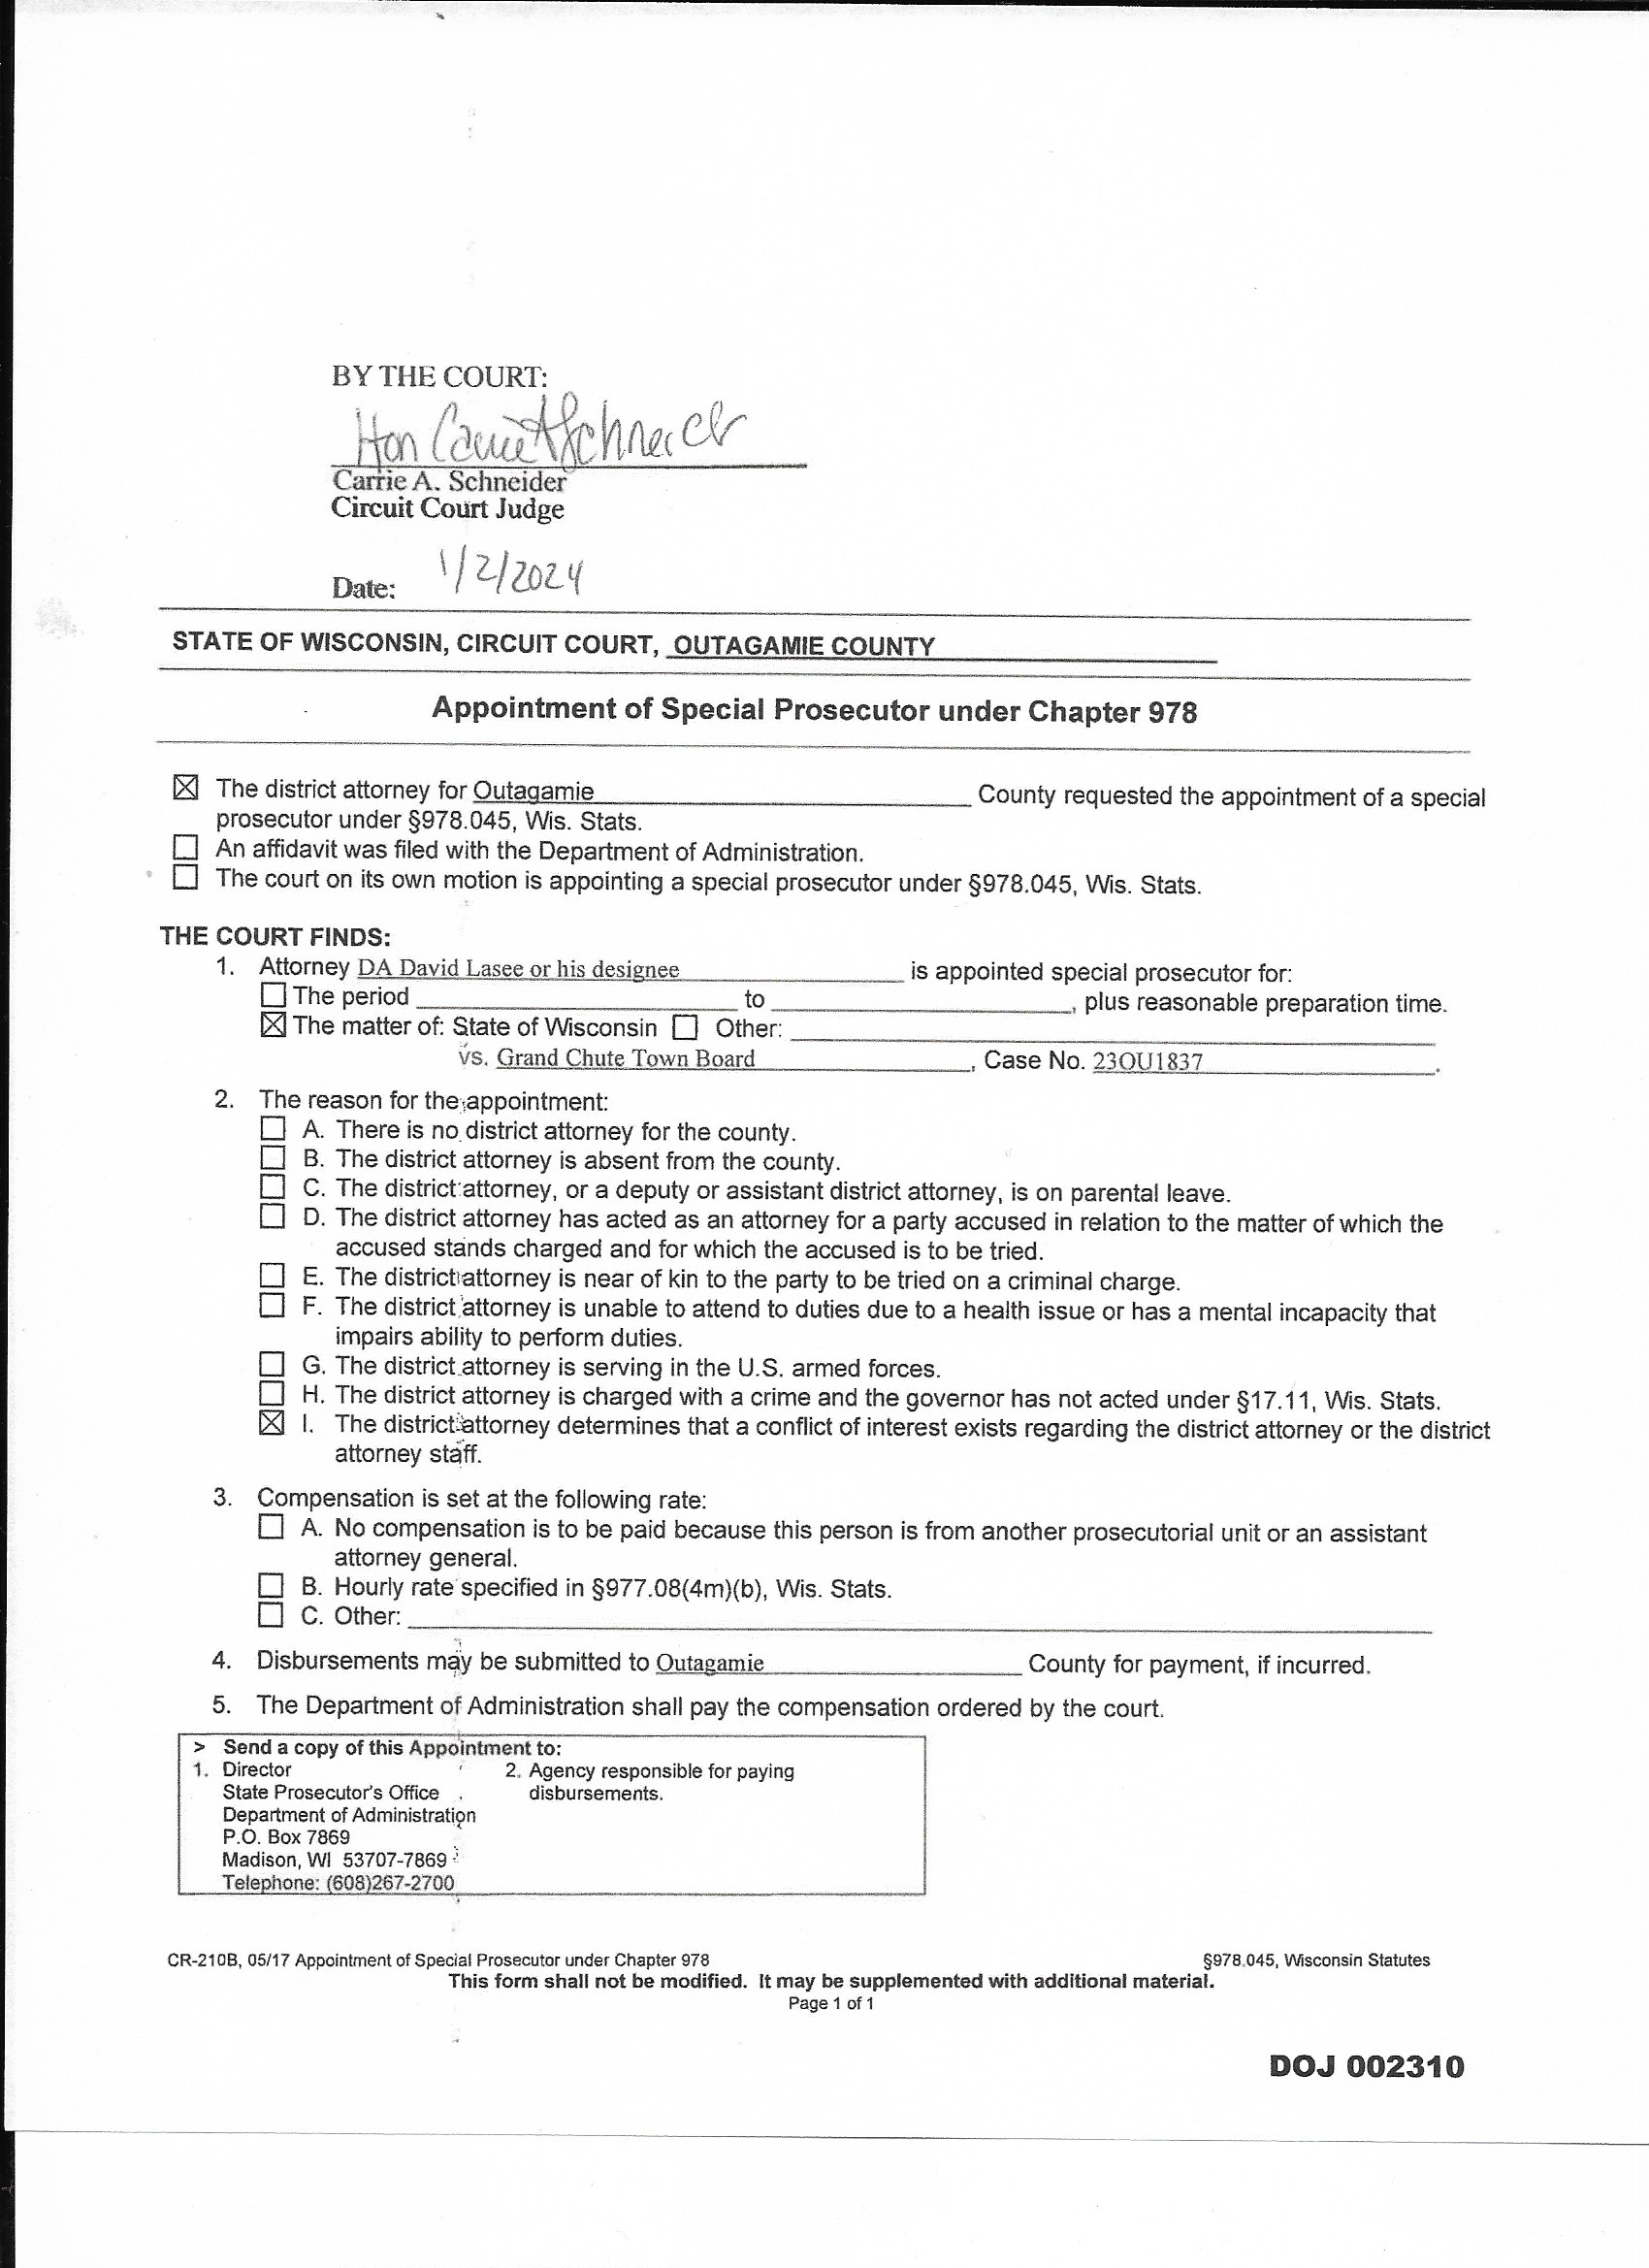 BY THE COURT:
Hon Carrie A Schneider
Carrie A. Schneider
Circuit Court Judge
Date: 1/2/2024
STATE OF WISCONSIN, CIRCUIT COURT, OUTAGAMIE COUNTY
Appointment of Special Prosecutor under Chapter 978
☒ The district attorney for Outagamie County requested the appointment of a special
prosecutor under §978.045, Wis. Stats.
☐ An affidavit was filed with the Department of Administration.
☐ The court on its own motion is appointing a special prosecutor under §978.045, Wis. Stats.
THE COURT FINDS:
1. Attorney DA David Lasee or his designee is appointed special prosecutor for:
☐ The period ____ to ____, plus reasonable preparation time.
☒ The matter of: State of Wisconsin ☐ Other: ____
vs. Grand Chute Town Board, Case No. 23OU1837.
2. The reason for the appointment:
☐ A. There is no district attorney for the county.
☐ B. The district attorney is absent from the county.
☐ C. The district attorney, or a deputy or assistant district attorney, is on parental leave.
☐ D. The district attorney has acted as an attorney for a party accused in relation to the matter of which the
accused stands charged and for which the accused is to be tried.
☐ E. The district attorney is near of kin to the party to be tried on a criminal charge.
☐ F. The district attorney is unable to attend to duties due to a health issue or has a mental incapacity that
impairs ability to perform duties.
☐ G. The district attorney is serving in the U.S. armed forces.
☐ H. The district attorney is charged with a crime and the governor has not acted under §17.11, Wis. Stats.
☒ I. The district attorney determines that a conflict of interest exists regarding the district attorney or the district
attorney staff.
3. Compensation is set at the following rate:
☐ A. No compensation is to be paid because this person is from another prosecutorial unit or an assistant
attorney general.
☐ B. Hourly rate specified in §977.08(4m)(b), Wis. Stats.
☐ C. Other: ____
4. Disbursements may be submitted to Outagamie County for payment, if incurred.
5. The Department of Administration shall pay the compensation ordered by the court.
> Send a copy of this Appointment to:
1. Director
State Prosecutor's Office
Department of Administration
P.O. Box 7869
Madison, WI 53707-7869
Telephone: (608)267-2700
2. Agency responsible for paying
disbursements.
CR-210B, 05/17 Appointment of Special Prosecutor under Chapter 978 §978.045, Wisconsin Statutes
This form shall not be modified. It may be supplemented with additional material.
Page 1 of 1
DOJ 002310